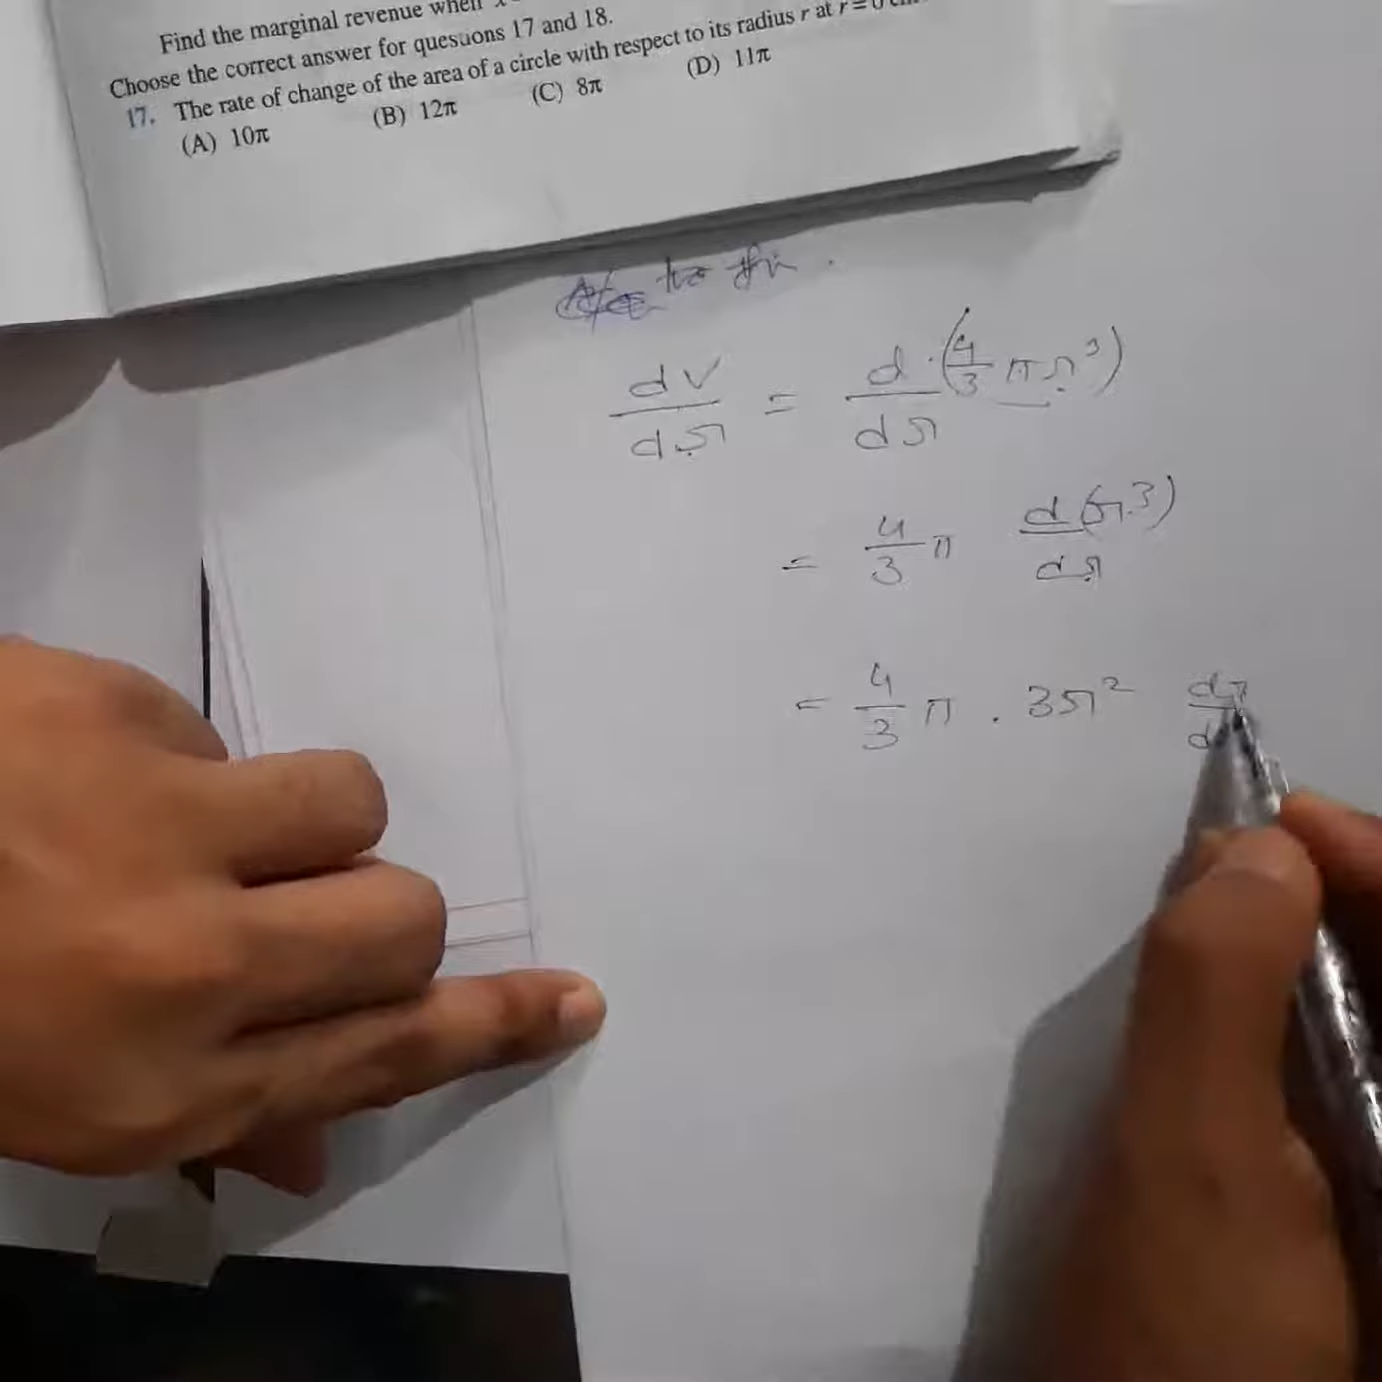 Find the marginal revenue when x
Choose the correct answer for questions 17 and 18.
17. The rate of change of the area of a circle with respect to its radius r at r =
(A) 10π (B) 12π (C) 8π (D) 11π
dV/dr = d/dr (4/3 πr³)
= 4/3 π d(r³)/dr
= 4/3 π . 3r² dr/d